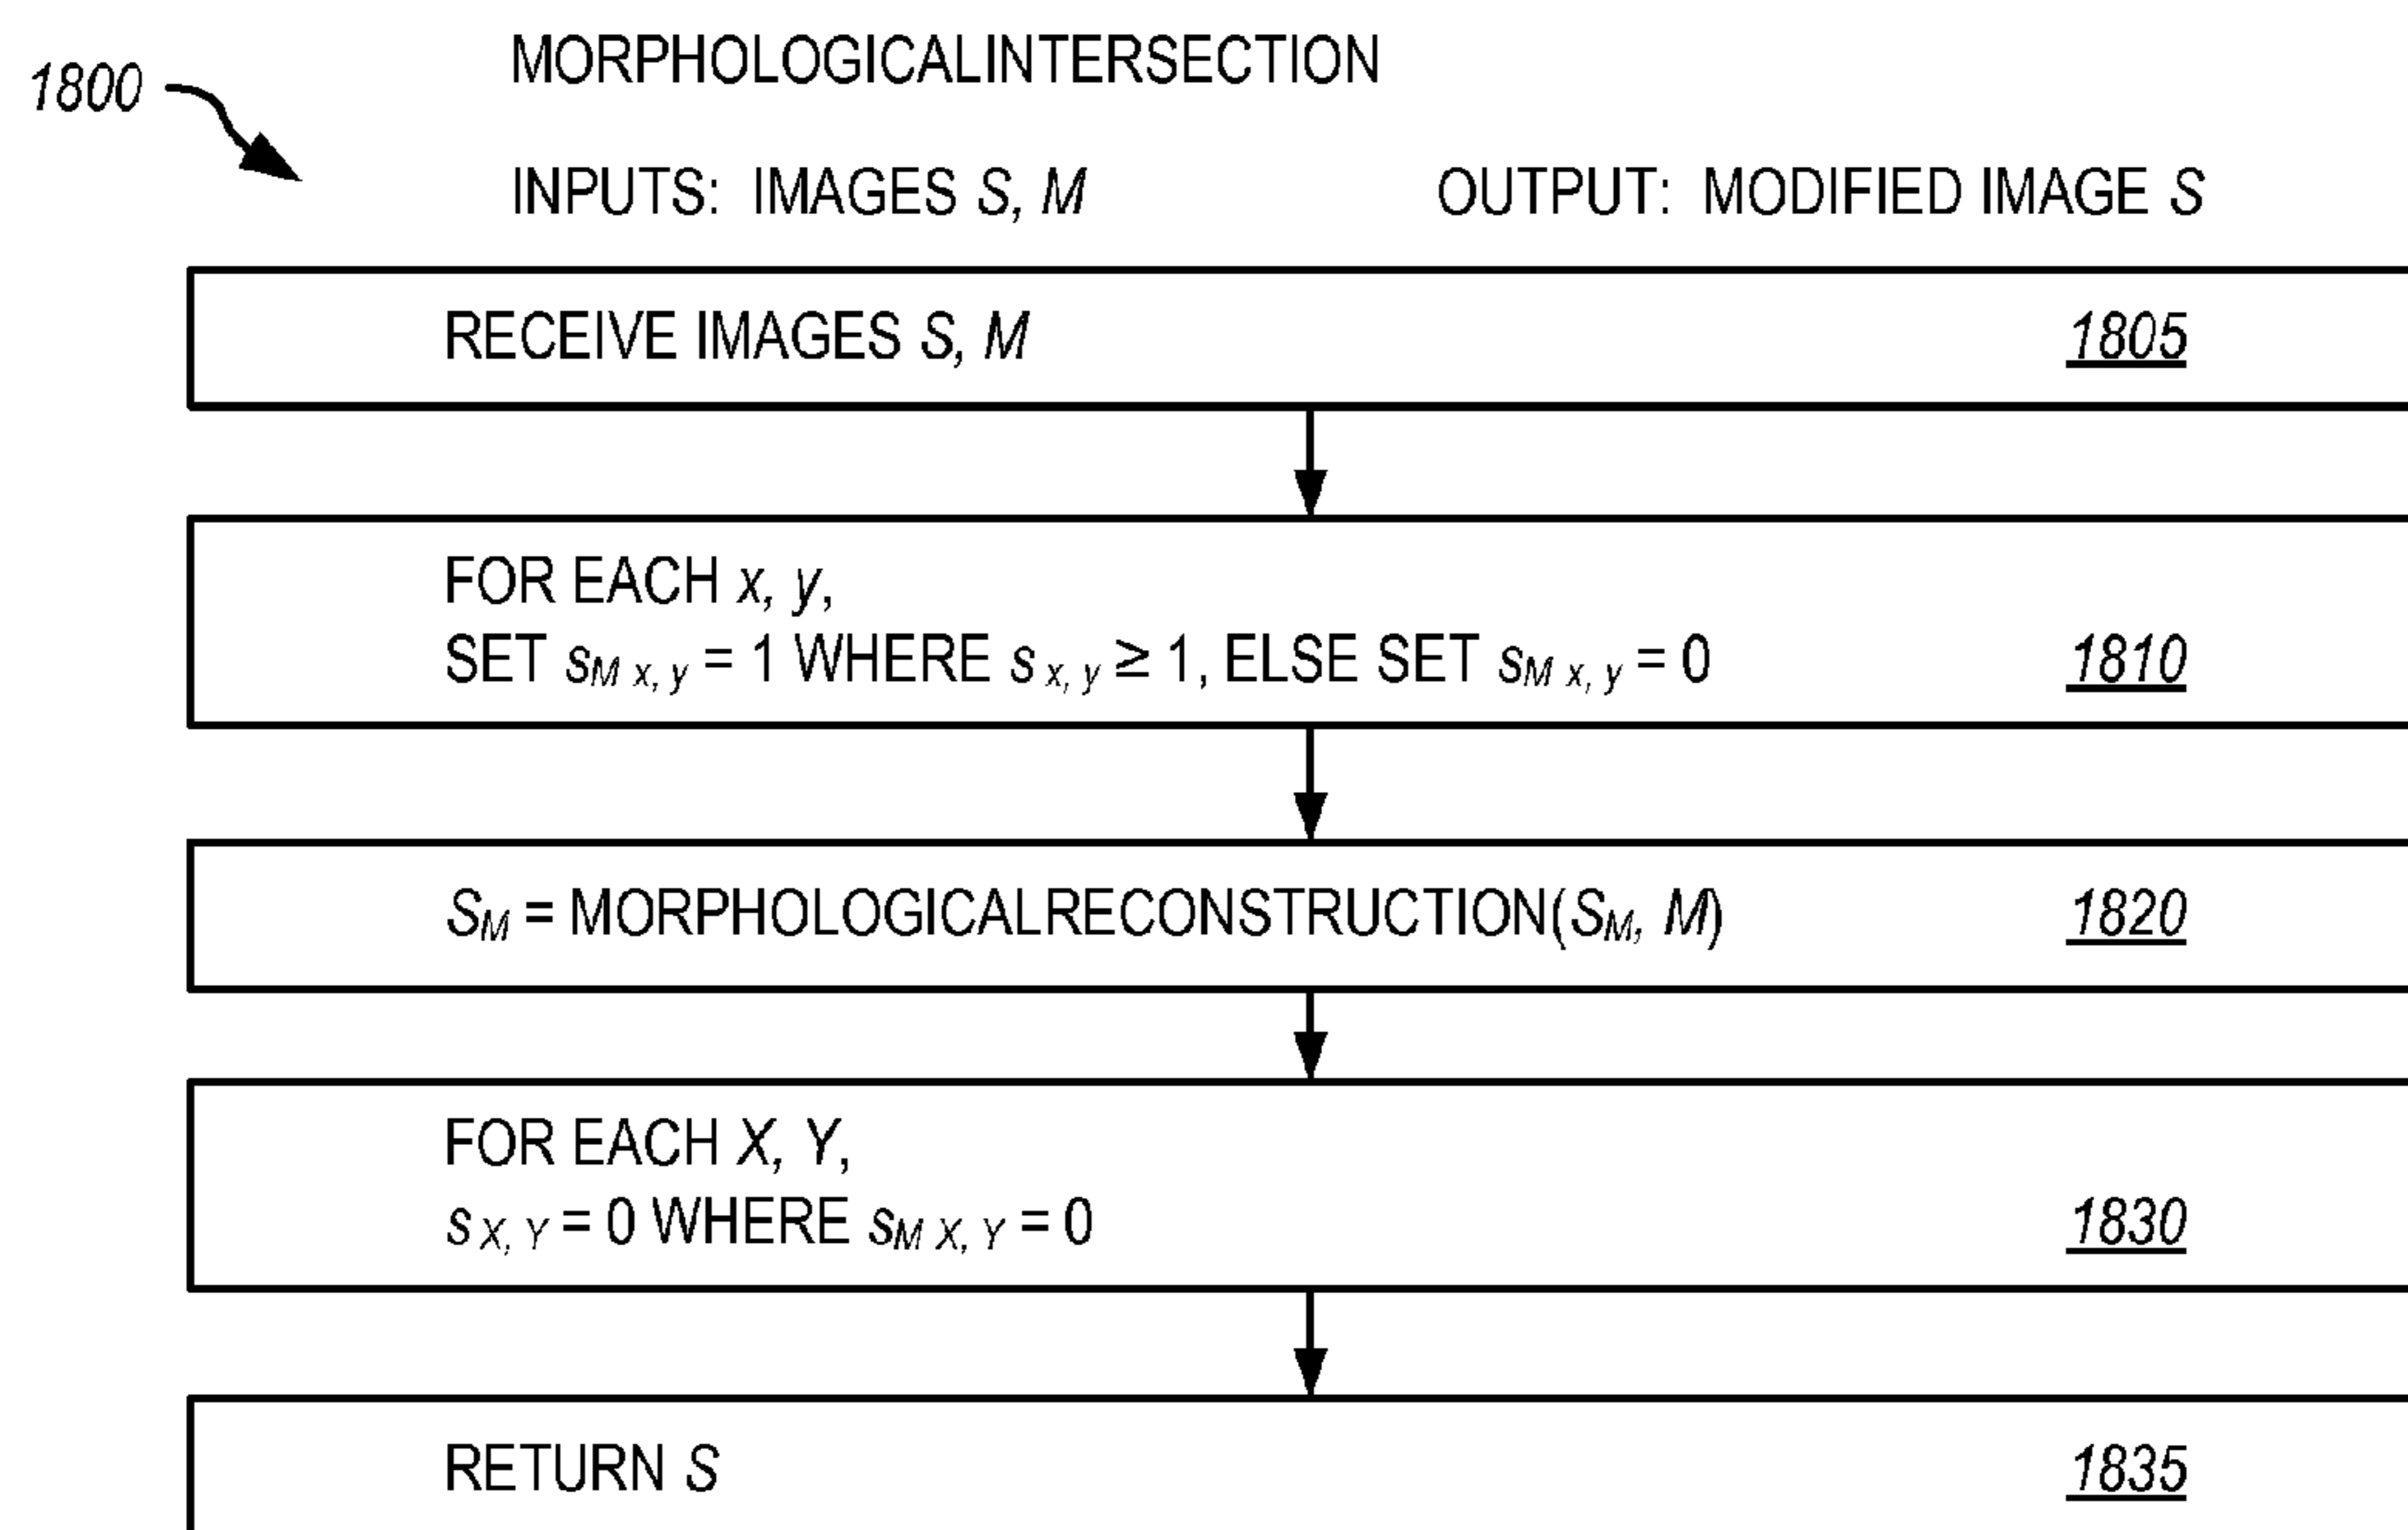 MORPHOLOGICALINTERSECTION
1800
INPUTS: IMAGES S, M OUTPUT: MODIFIED IMAGE S
RECEIVE IMAGES S, M 1805
FOR EACH x, y,
SET sM x, y = 1 WHERE s x, y ≥ 1, ELSE SET sM x, y = 0 1810
SM = MORPHOLOGICALRECONSTRUCTION(SM, M) 1820
FOR EACH X, Y,
s X, Y = 0 WHERE sM X, Y = 0 1830
RETURN S 1835